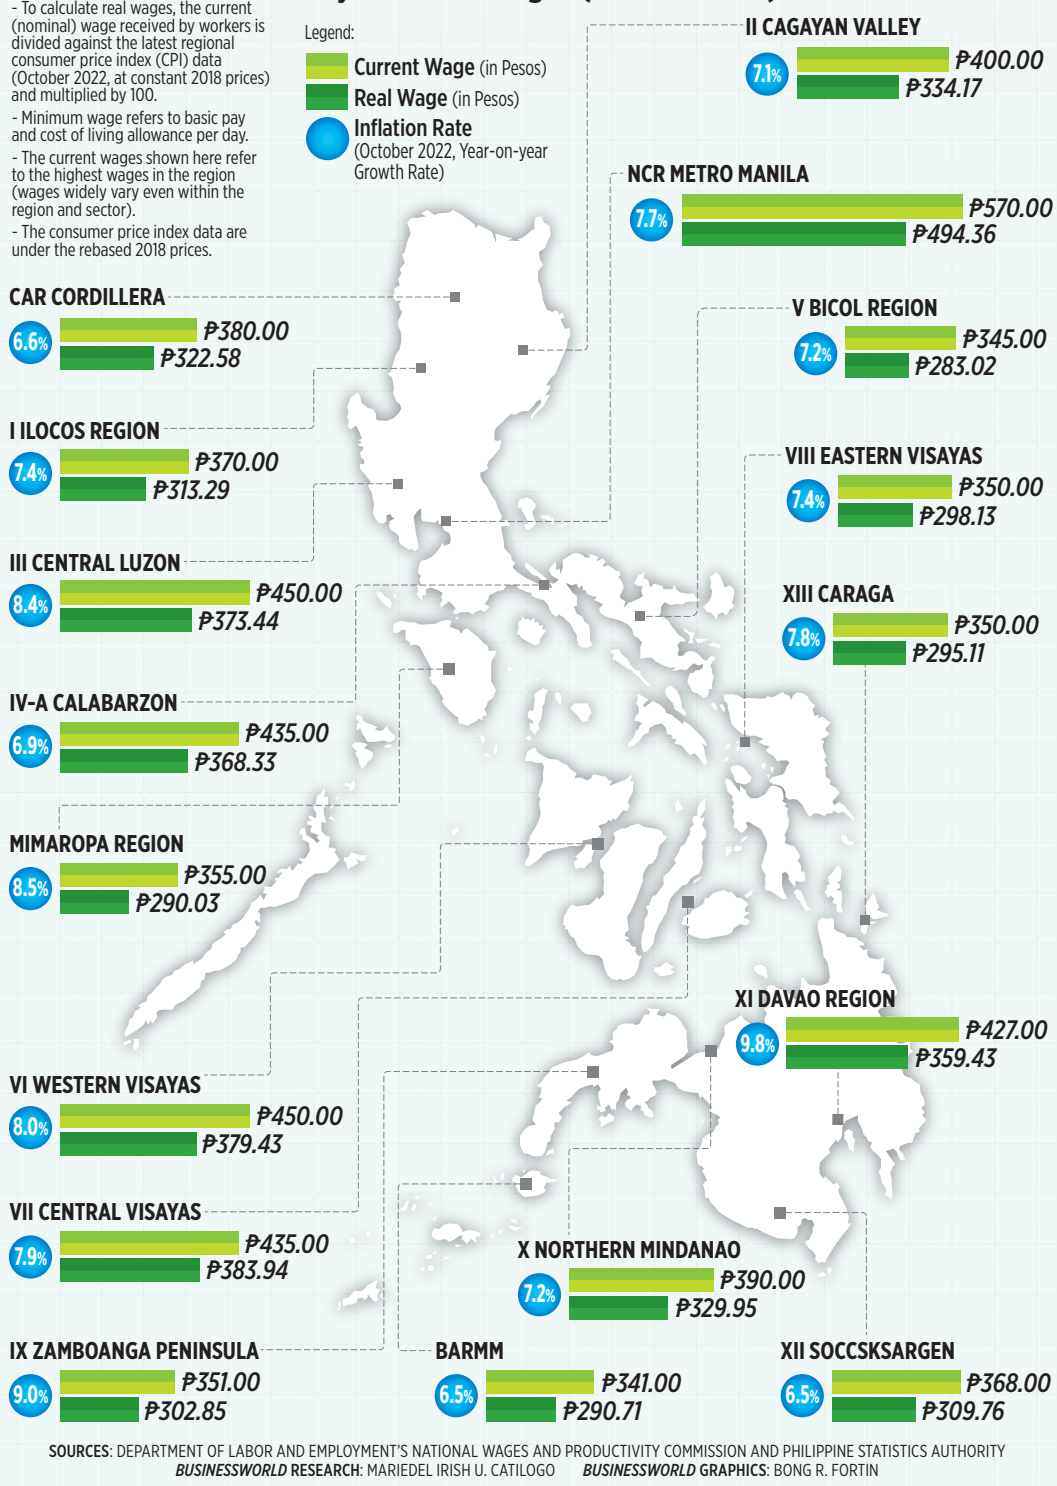 - To calculate real wages, the current
(nominal) wage received by workers is
divided against the latest regional
consumer price index (CPI) data
(October 2022, at constant 2018 prices)
and multiplied by 100.
- Minimum wage refers to basic pay
and cost of living allowance per day.
- The current wages shown here refer
to the highest wages in the region
(wages widely vary even within the
region and sector).
- The consumer price index data are
under the rebased 2018 prices.
Legend:
Current Wage (in Pesos)
Real Wage (in Pesos)
Inflation Rate
(October 2022, Year-on-year
Growth Rate)
II CAGAYAN VALLEY
7.1%
₱400.00
₱334.17
NCR METRO MANILA
7.7%
₱570.00
₱494.36
CAR CORDILLERA
6.6%
₱380.00
₱322.58
V BICOL REGION
7.2%
₱345.00
₱283.02
I ILOCOS REGION
7.4%
₱370.00
₱313.29
VIII EASTERN VISAYAS
7.4%
₱350.00
₱298.13
III CENTRAL LUZON
8.4%
₱450.00
₱373.44
XIII CARAGA
7.8%
₱350.00
₱295.11
IV-A CALABARZON
6.9%
₱435.00
₱368.33
MIMAROPA REGION
8.5%
₱355.00
₱290.03
XI DAVAO REGION
9.8%
₱427.00
₱359.43
VI WESTERN VISAYAS
8.0%
₱450.00
₱379.43
VII CENTRAL VISAYAS
7.9%
₱435.00
₱383.94
X NORTHERN MINDANAO
7.2%
₱390.00
₱329.95
IX ZAMBOANGA PENINSULA
9.0%
₱351.00
₱302.85
BARMM
6.5%
₱341.00
₱290.71
XII SOCCSKSARGEN
6.5%
₱368.00
₱309.76
SOURCES: DEPARTMENT OF LABOR AND EMPLOYMENT'S NATIONAL WAGES AND PRODUCTIVITY COMMISSION AND PHILIPPINE STATISTICS AUTHORITY
BUSINESSWORLD RESEARCH: MARIEDEL IRISH U. CATILOGO BUSINESSWORLD GRAPHICS: BONG R. FORTIN